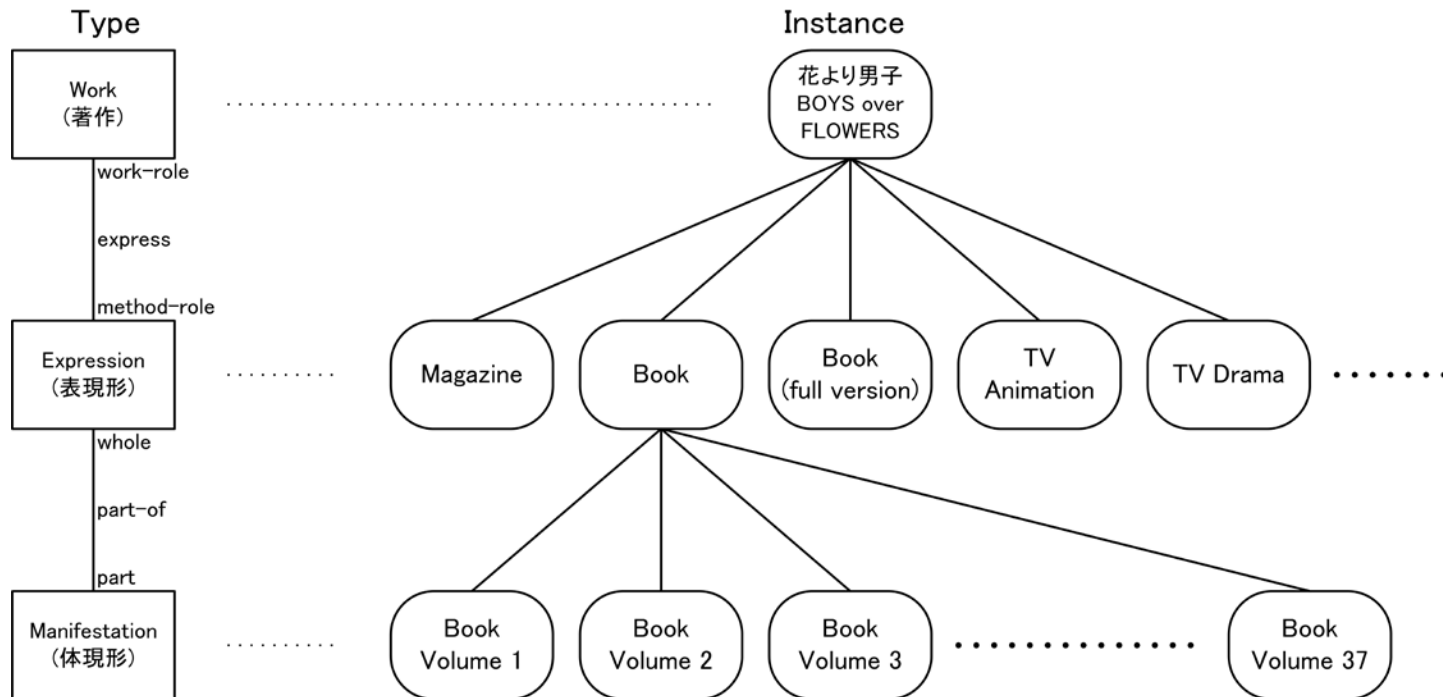 Type
Instance
Work
(著作)
花より男子
BOYS over
FLOWERS
work-role
express
method-role
Expression
(表現形)
Magazine
Book
Book
(full version)
TV
Animation
TV Drama
whole
part-of
part
Manifestation
(体現形)
Book
Volume 1
Book
Volume 2
Book
Volume 3
Book
Volume 37